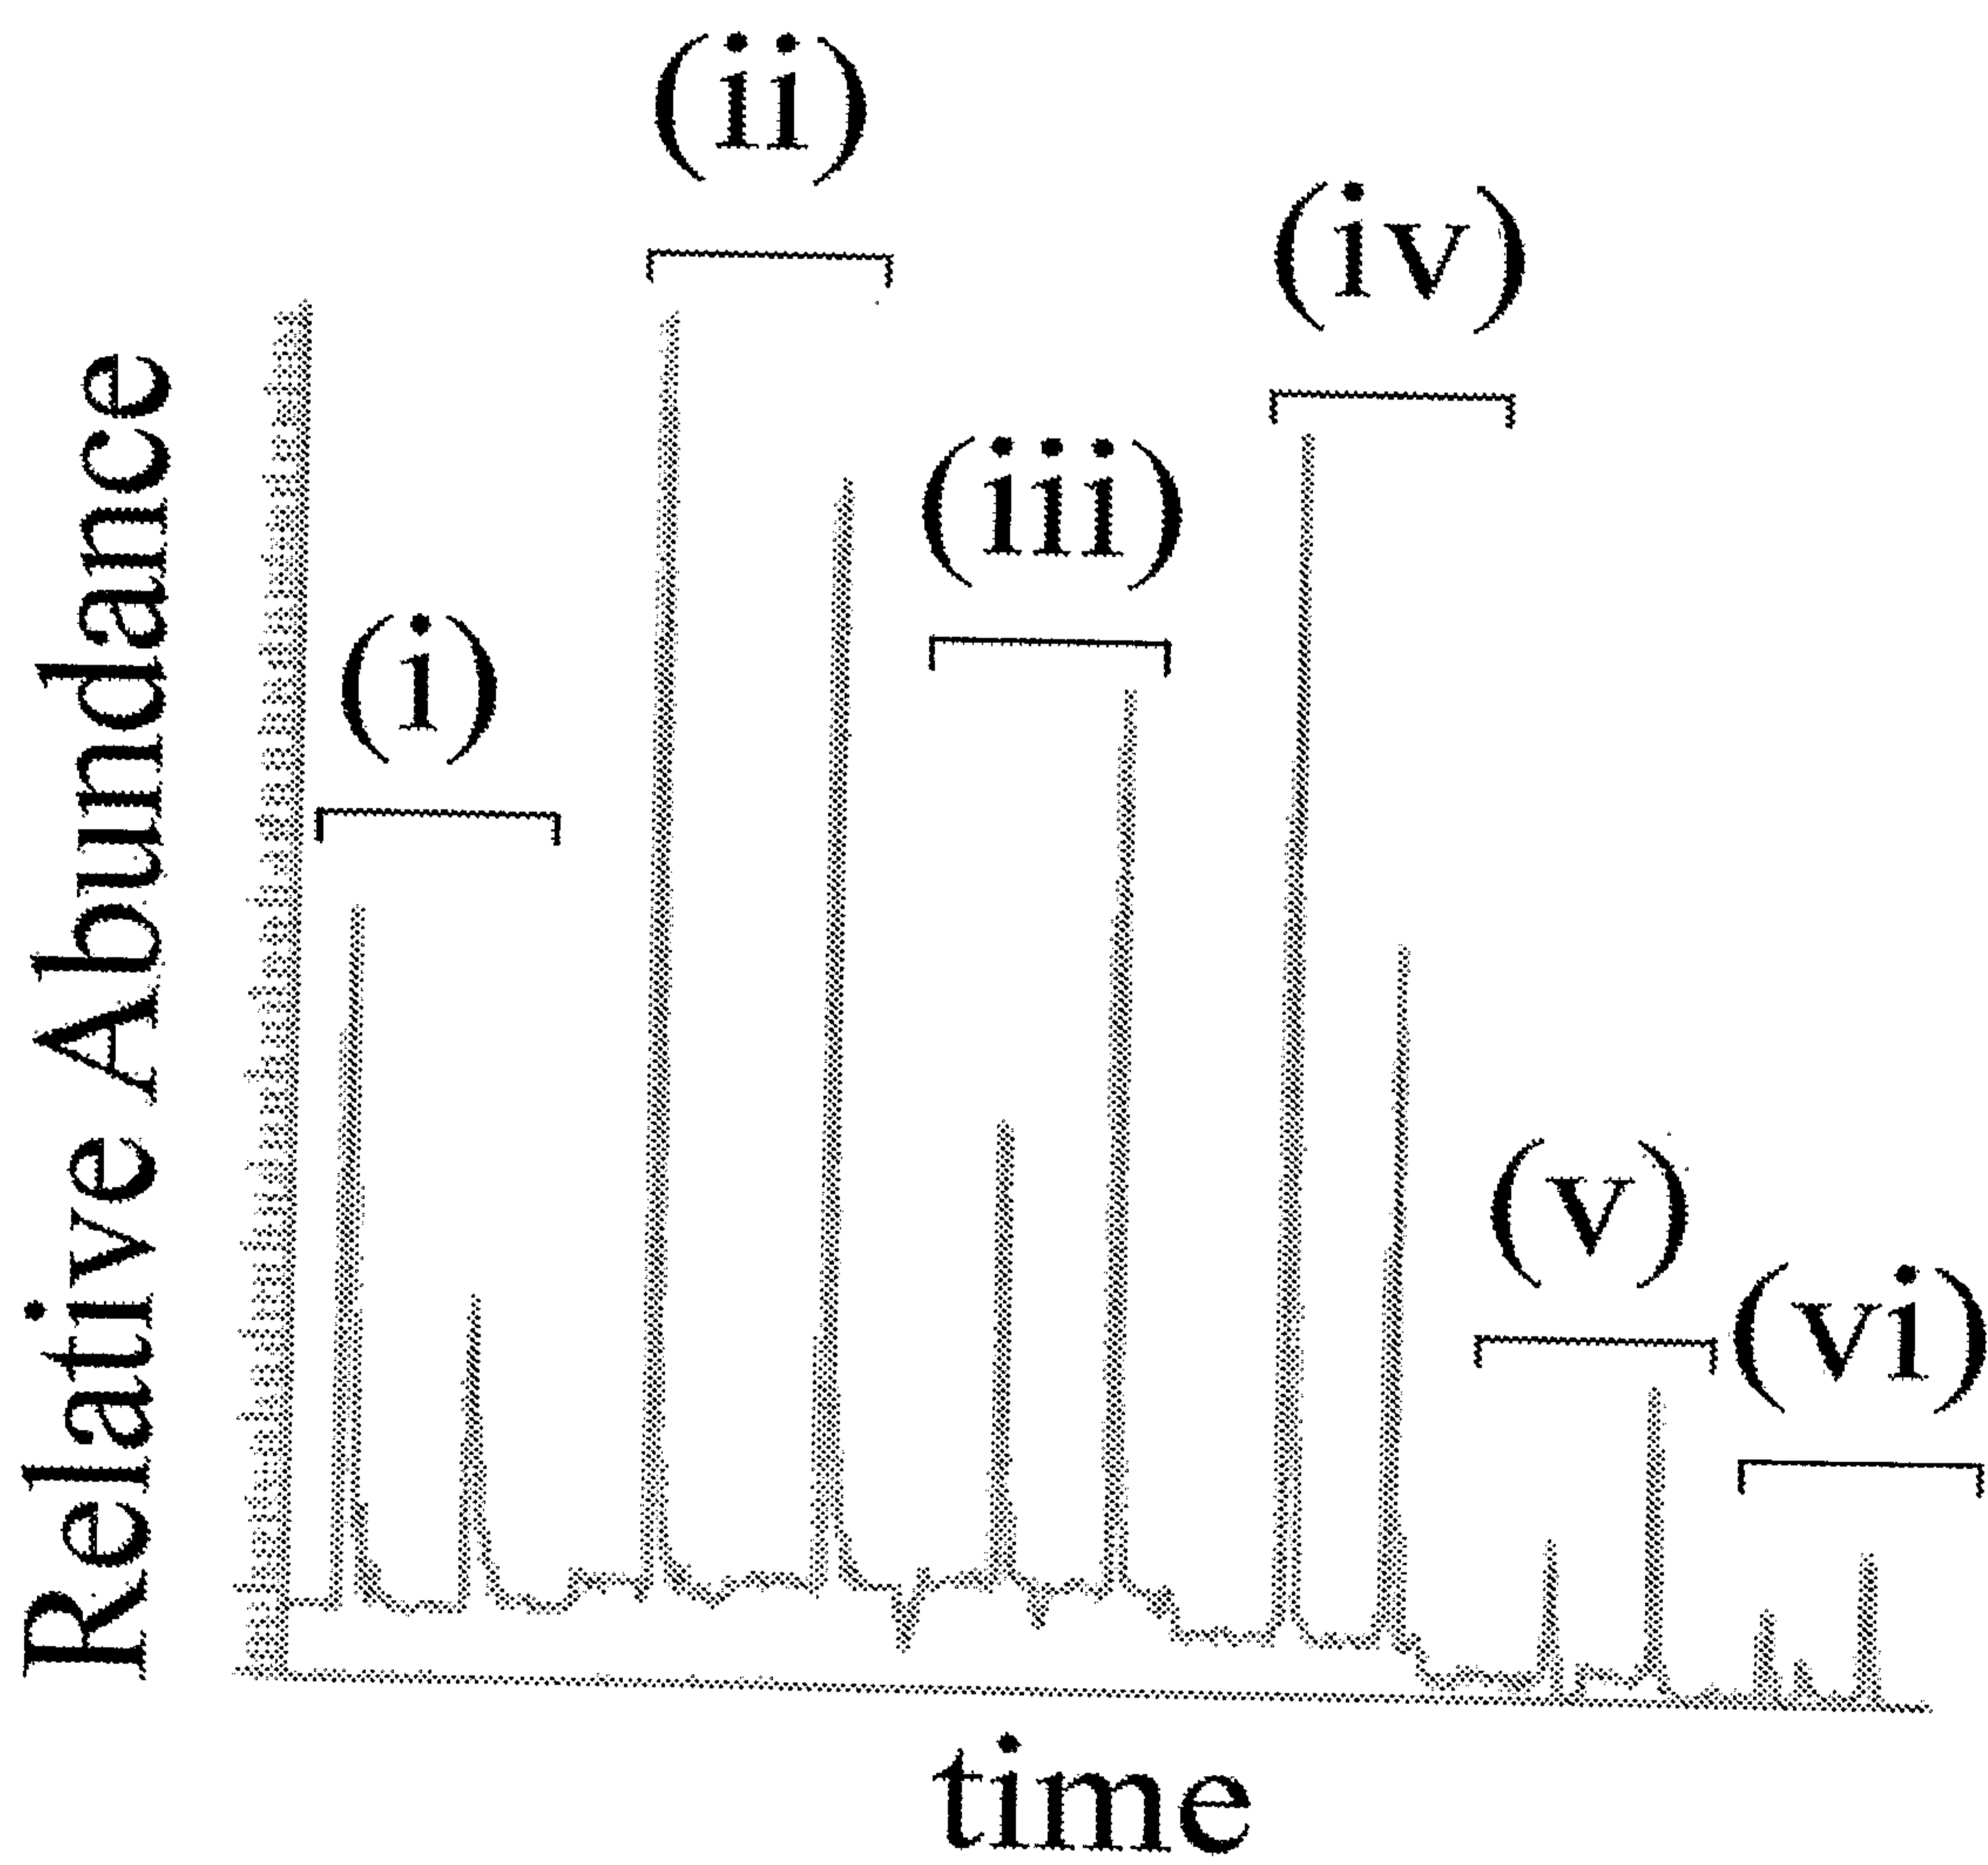 (ii)
(iv)
(iii)
(i)
(v)
(vi)
Relative Abundance
time